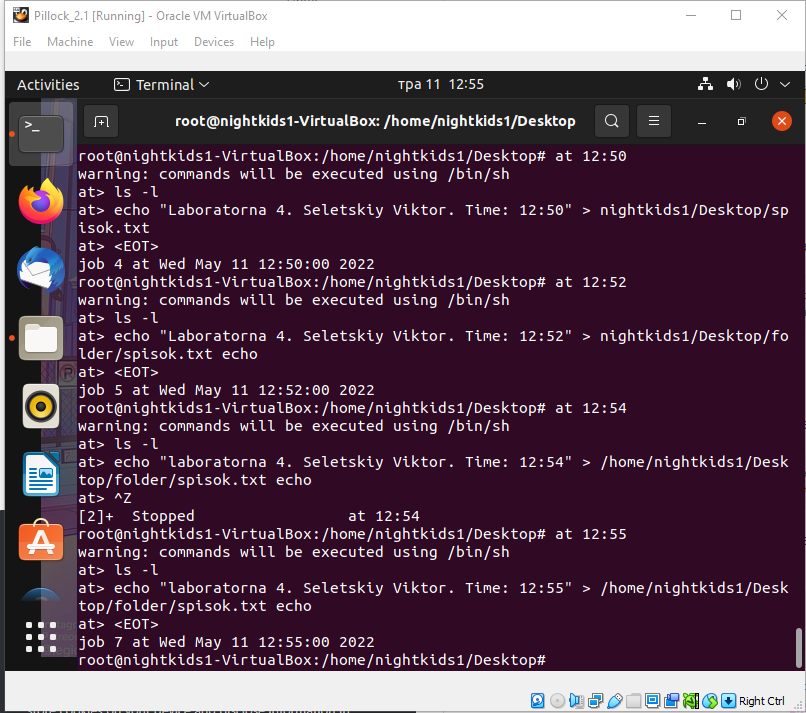 Pillock_2.1 [Running] - Oracle VM VirtualBox
File Machine View Input Devices Help
Activities Terminal тра 11 12:55
root@nightkids1-VirtualBox: /home/nightkids1/Desktop
root@nightkids1-VirtualBox:/home/nightkids1/Desktop# at 12:50
warning: commands will be executed using /bin/sh
at> ls -l
at> echo "Laboratorna 4. Seletskiy Viktor. Time: 12:50" > nightkids1/Desktop/sp
isok.txt
at> <EOT>
job 4 at Wed May 11 12:50:00 2022
root@nightkids1-VirtualBox:/home/nightkids1/Desktop# at 12:52
warning: commands will be executed using /bin/sh
at> ls -l
at> echo "Laboratorna 4. Seletskiy Viktor. Time: 12:52" > nightkids1/Desktop/fo
lder/spisok.txt echo
at> <EOT>
job 5 at Wed May 11 12:52:00 2022
root@nightkids1-VirtualBox:/home/nightkids1/Desktop# at 12:54
warning: commands will be executed using /bin/sh
at> ls -l
at> echo "laboratorna 4. Seletskiy Viktor. Time: 12:54" > /home/nightkids1/Desk
top/folder/spisok.txt echo
at> ^Z
[2]+  Stopped                 at 12:54
root@nightkids1-VirtualBox:/home/nightkids1/Desktop# at 12:55
warning: commands will be executed using /bin/sh
at> ls -l
at> echo "laboratorna 4. Seletskiy Viktor. Time: 12:55" > /home/nightkids1/Desk
top/folder/spisok.txt echo
at> <EOT>
job 7 at Wed May 11 12:55:00 2022
root@nightkids1-VirtualBox:/home/nightkids1/Desktop#
Right Ctrl